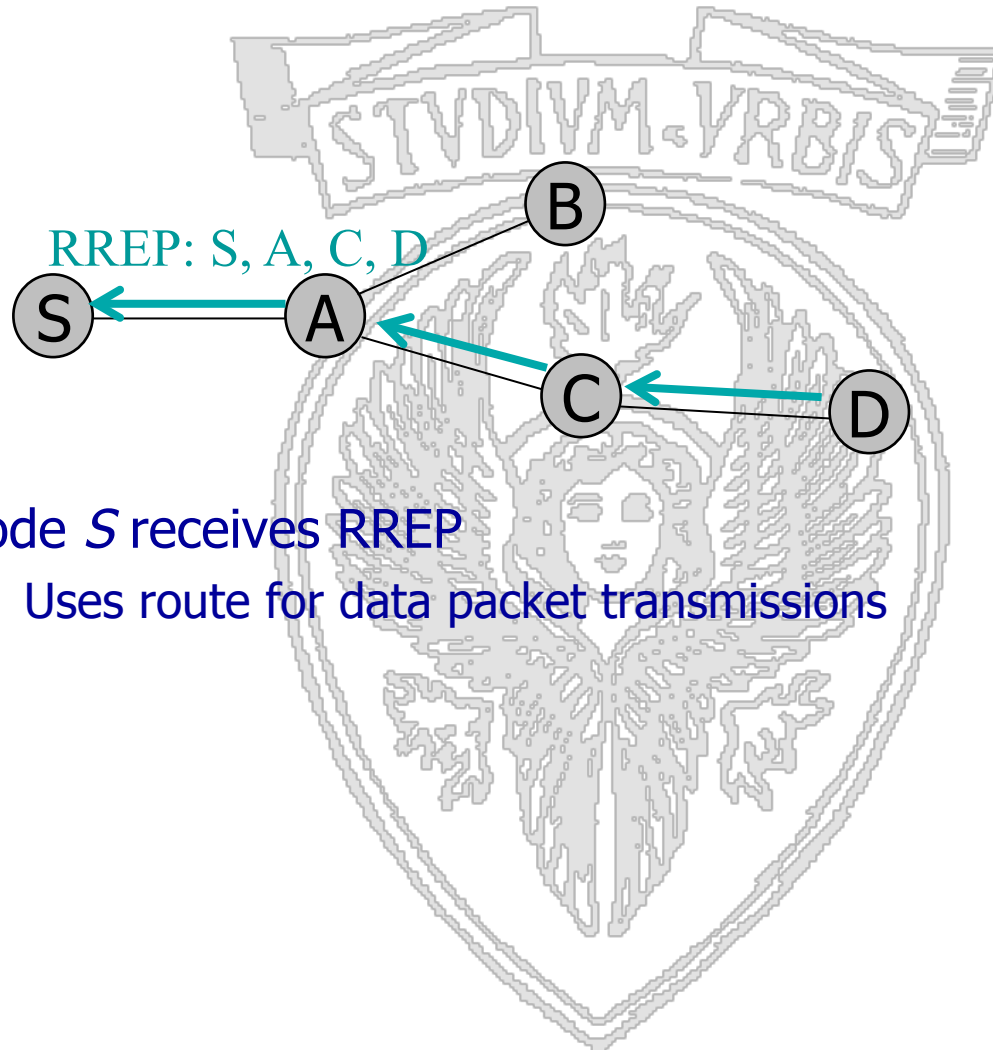 STVDIVM VRBIS
B
RREP: S, A, C, D
S
A
C
D
ode S receives RREP
Uses route for data packet transmissions